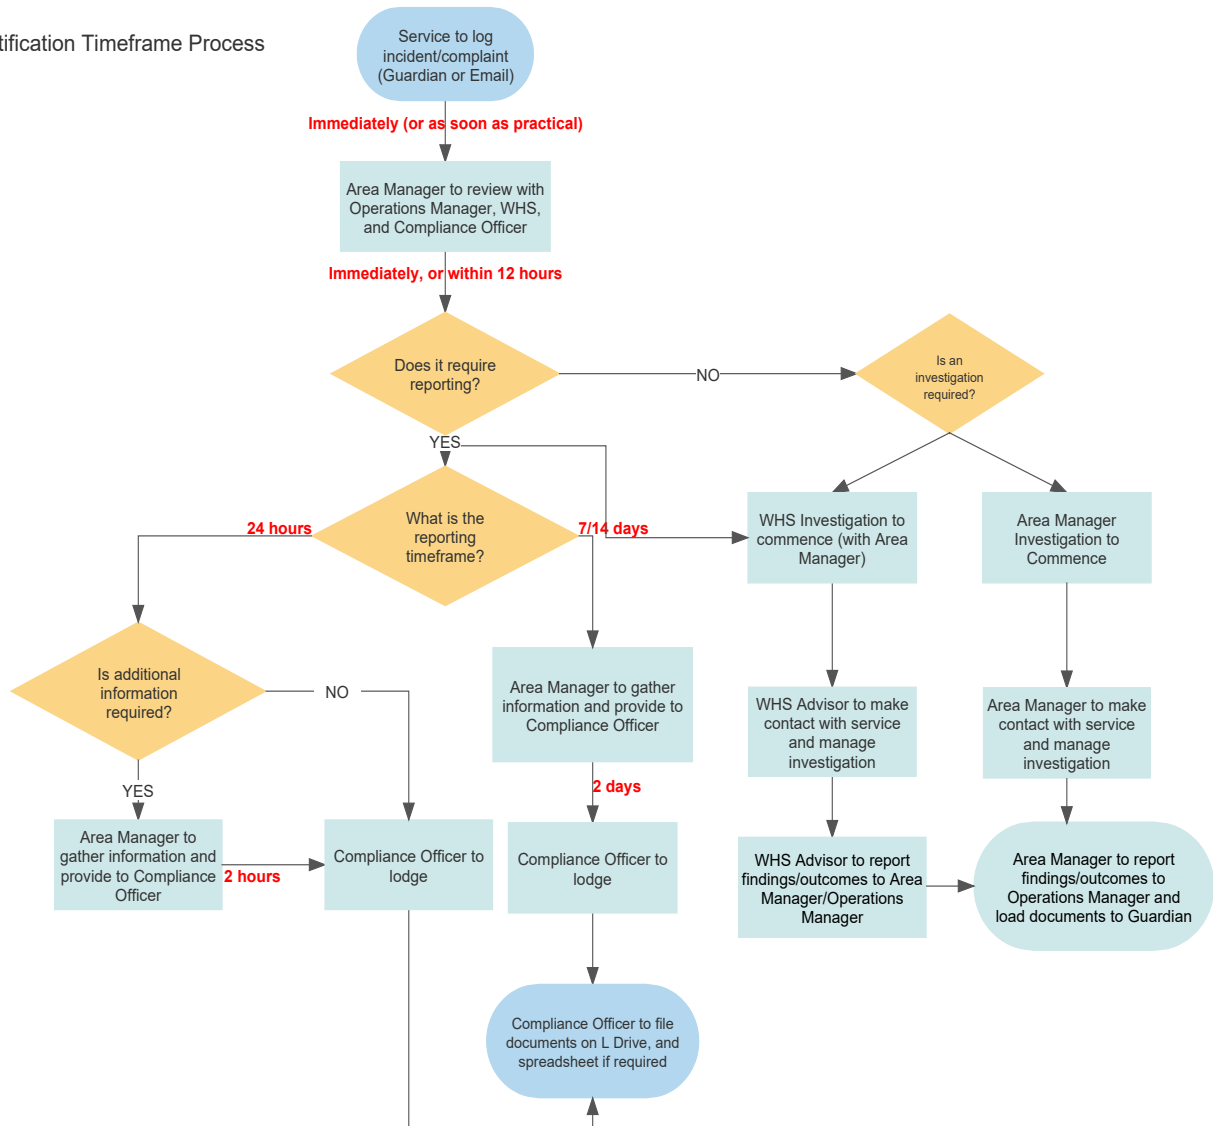 tification Timeframe Process
Service to log
incident/complaint
(Guardian or Email)
Immediately (or as soon as practical)
Area Manager to review with
Operations Manager, WHS,
and Compliance Officer
Immediately, or within 12 hours
Does it require
reporting?
NO
Is an
investigation
required?
YES
What is the
reporting
timeframe?
24 hours
7/14 days
WHS Investigation to
commence (with Area
Manager)
Area Manager
Investigation to
Commence
Is additional
information
required?
NO
YES
Area Manager to gather
information and provide to
Compliance Officer
WHS Advisor to make
contact with service
and manage
investigation
Area Manager to make
contact with service
and manage
investigation
2 days
Area Manager to
gather information and
provide to Compliance
Officer
2 hours
Compliance Officer to
lodge
Compliance Officer to
lodge
WHS Advisor to report
findings/outcomes to Area
Manager/Operations
Manager
Area Manager to report
findings/outcomes to
Operations Manager and
load documents to Guardian
Compliance Officer to file
documents on L Drive, and
spreadsheet if required